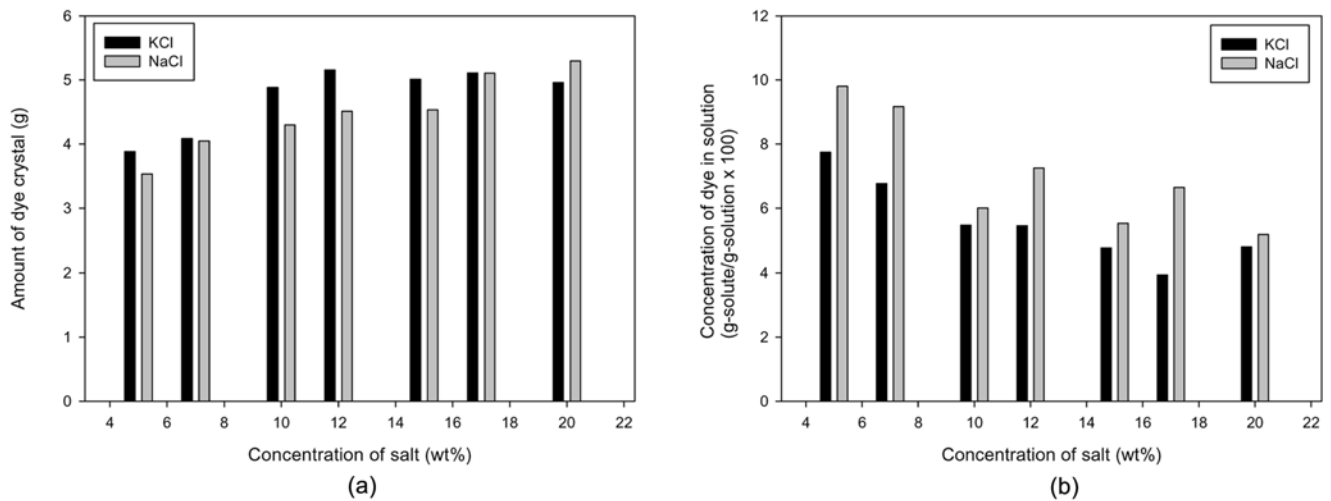 6
5
4
3
2
1
0
Amount of dye crystal (g)
KCl
NaCl
4 6 8 10 12 14 16 18 20 22
Concentration of salt (wt%)
(a)
12
10
8
6
4
2
0
Concentration of dye in solution
(g-solute/g-solution x 100)
KCl
NaCl
4 6 8 10 12 14 16 18 20 22
Concentration of salt (wt%)
(b)